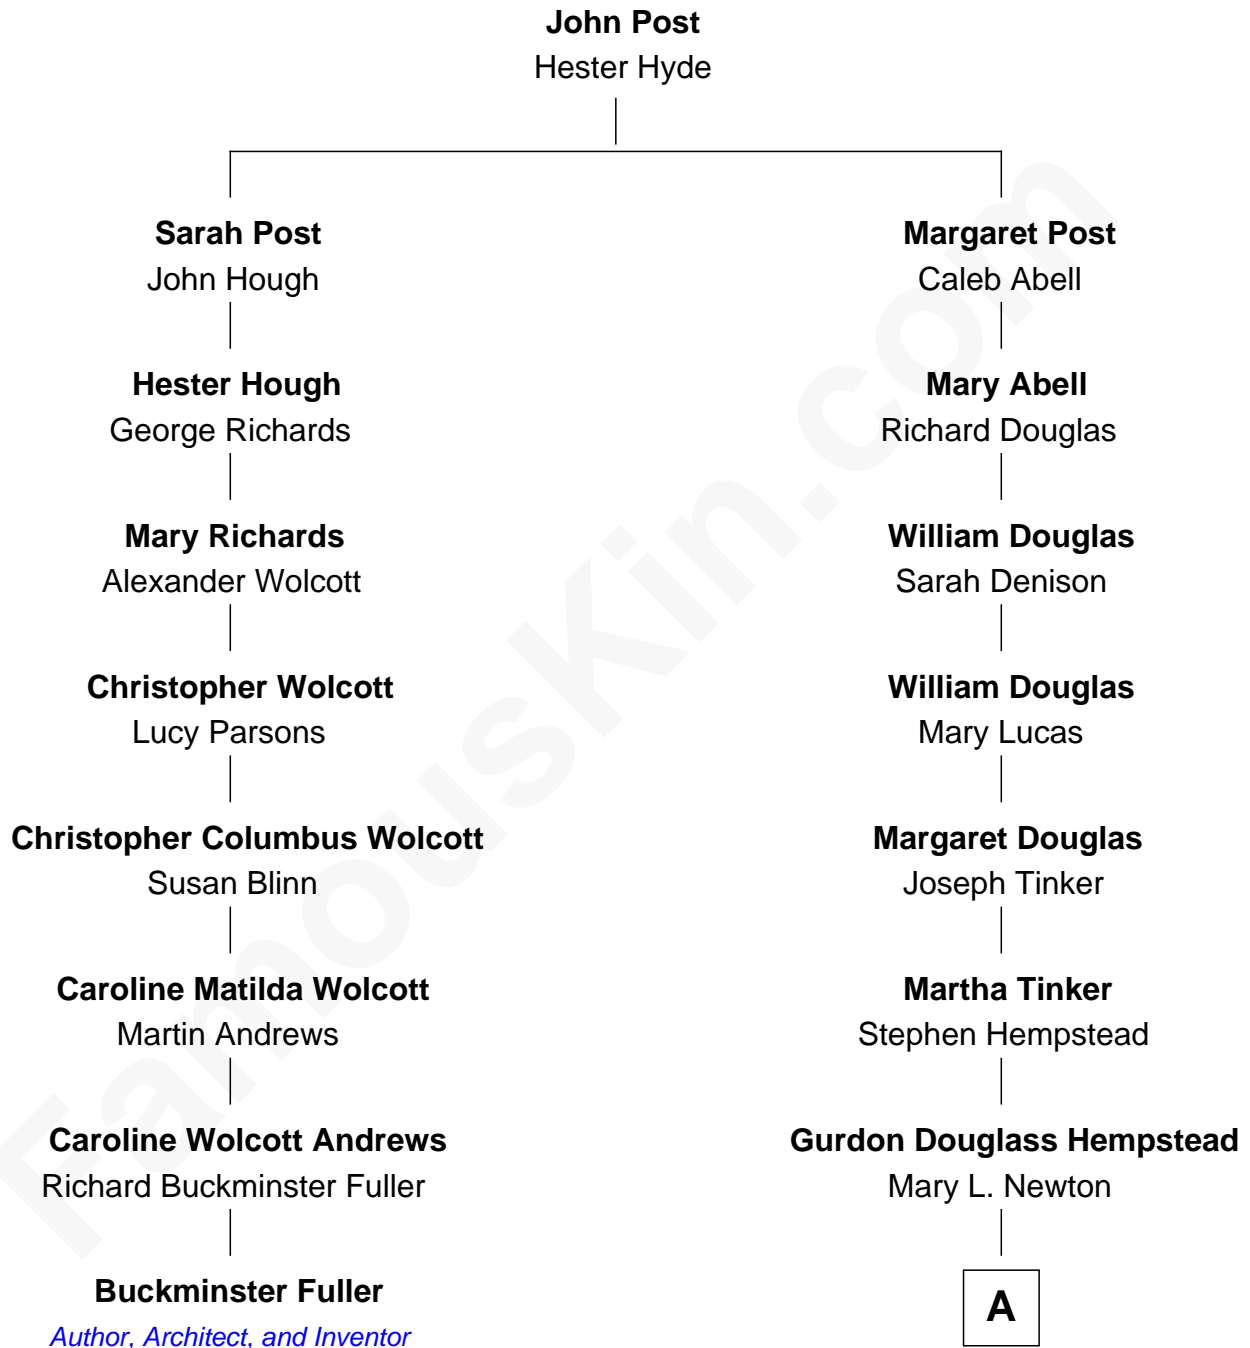 John Post
Hester Hyde
Sarah Post
John Hough
Hester Hough
George Richards
Mary Richards
Alexander Wolcott
Christopher Wolcott
Lucy Parsons
Christopher Columbus Wolcott
Susan Blinn
Caroline Matilda Wolcott
Martin Andrews
Caroline Wolcott Andrews
Richard Buckminster Fuller
Buckminster Fuller
Author, Architect, and Inventor
Margaret Post
Caleb Abell
Mary Abell
Richard Douglas
William Douglas
Sarah Denison
William Douglas
Mary Lucas
Margaret Douglas
Joseph Tinker
Martha Tinker
Stephen Hempstead
Gurdon Douglass Hempstead
Mary L. Newton
A
FamousKin.com